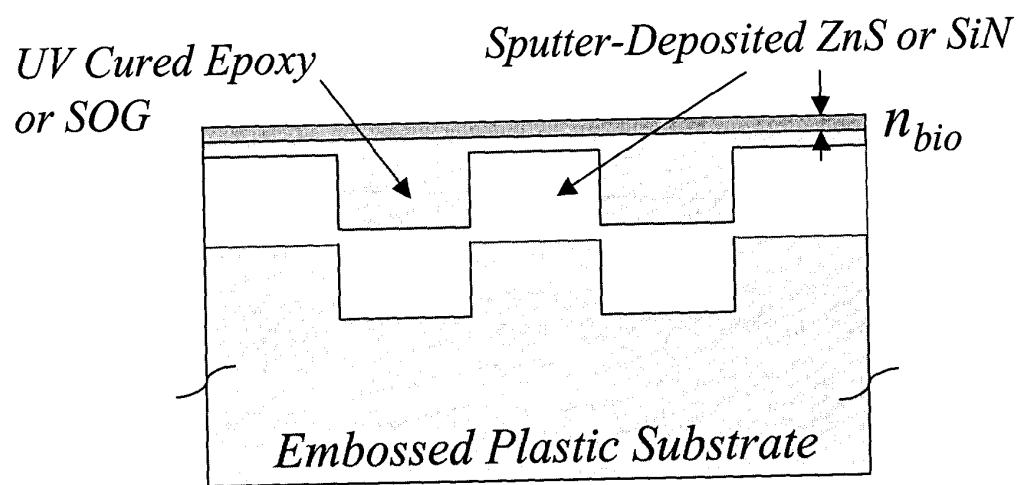 UV Cured Epoxy
or SOG
Sputter-Deposited ZnS or SiN
n_bio
Embossed Plastic Substrate